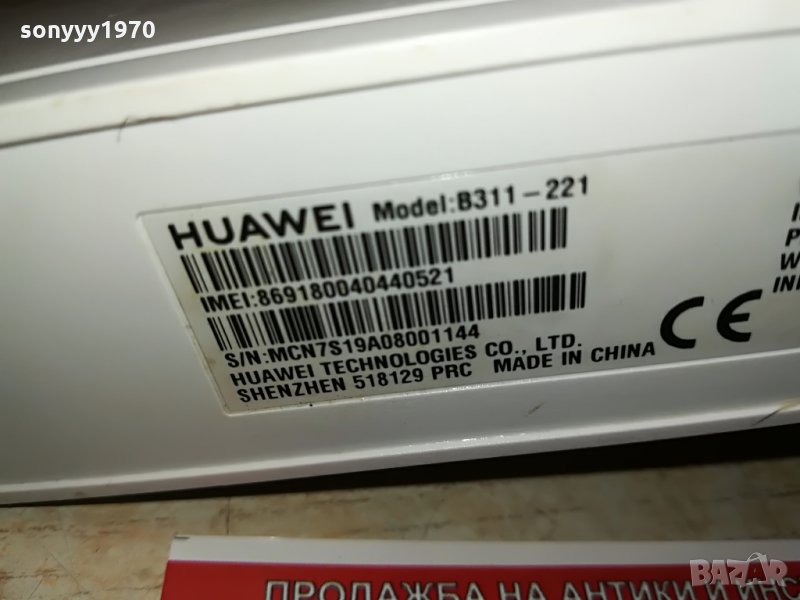 sonyyy1970
HUAWEI Model:B311-221
IMEI:869180040440521
S/N:MCN7S19A08001144
HUAWEI TECHNOLOGIES CO., LTD.
SHENZHEN 518129 PRC MADE IN CHINA
CE
ПРОДАЖБА НА АНТИКИ И
BAZAR